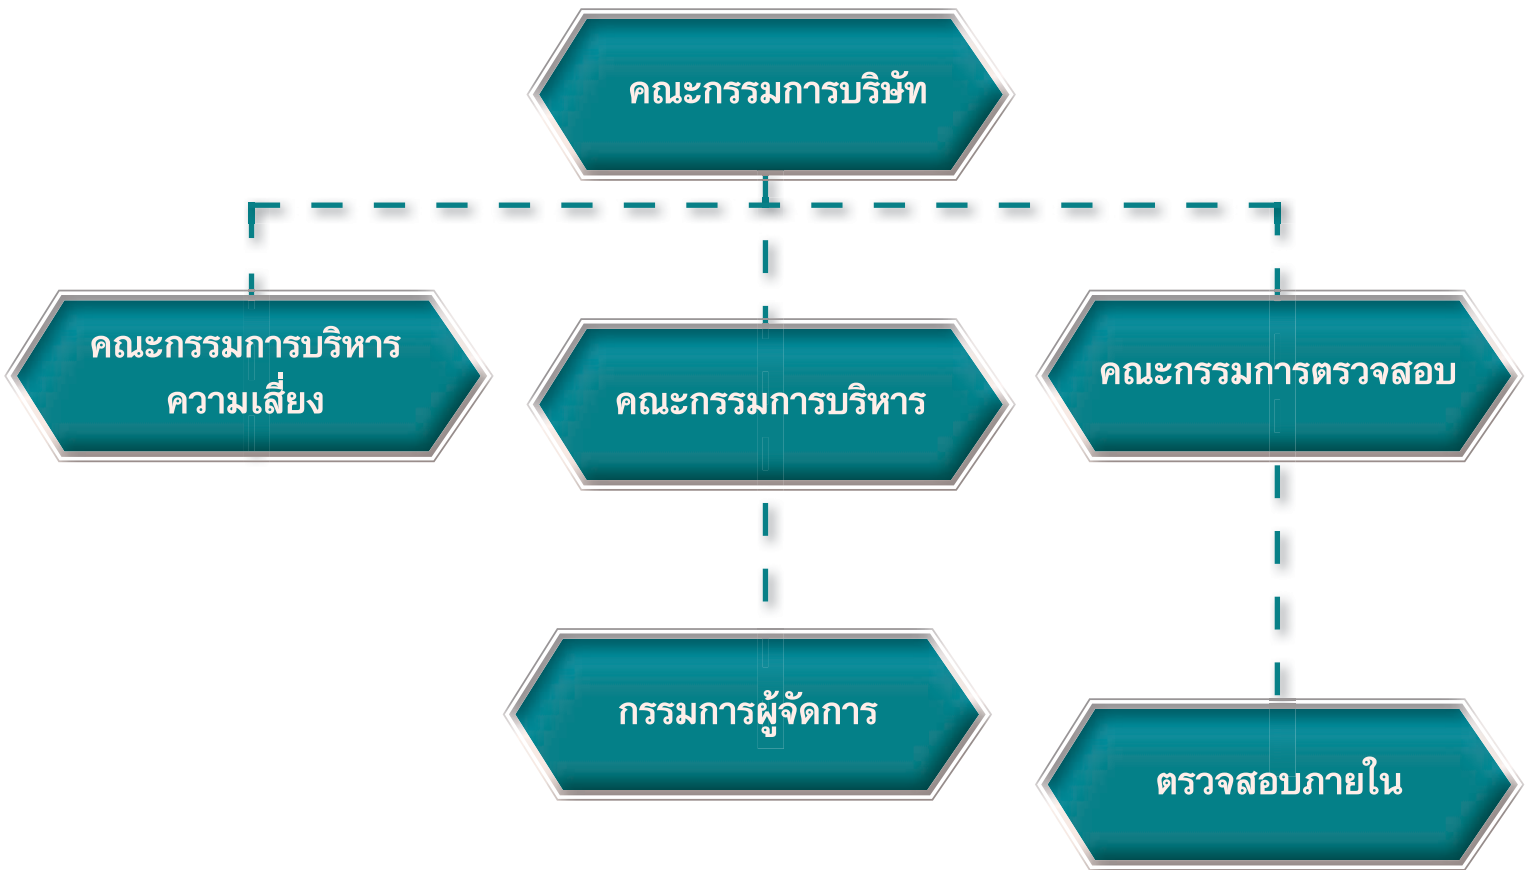 คณะกรรมการบริษัท
คณะกรรมการบริหาร
ความเสี่ยง
คณะกรรมการบริหาร
คณะกรรมการตรวจสอบ
กรรมการผู้จัดการ
ตรวจสอบภายใน